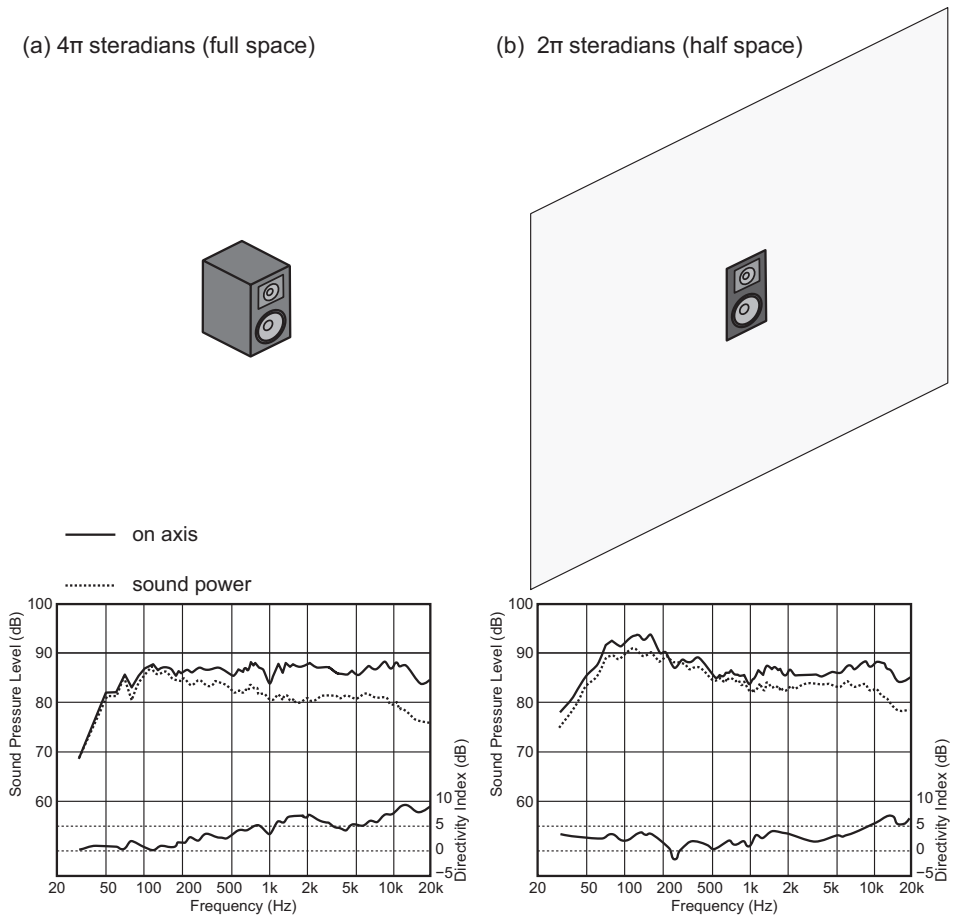 (a) 4π steradians (full space)
(b) 2π steradians (half space)
on axis
sound power
Sound Pressure Level (dB)
100
90
80
70
60
10
5
0
−5
Directivity Index (dB)
20 50 100 200 500 1k 2k 5k 10k 20k
Frequency (Hz)
Sound Pressure Level (dB)
100
90
80
70
60
10
5
0
−5
Directivity Index (dB)
20 50 100 200 500 1k 2k 5k 10k 20k
Frequency (Hz)